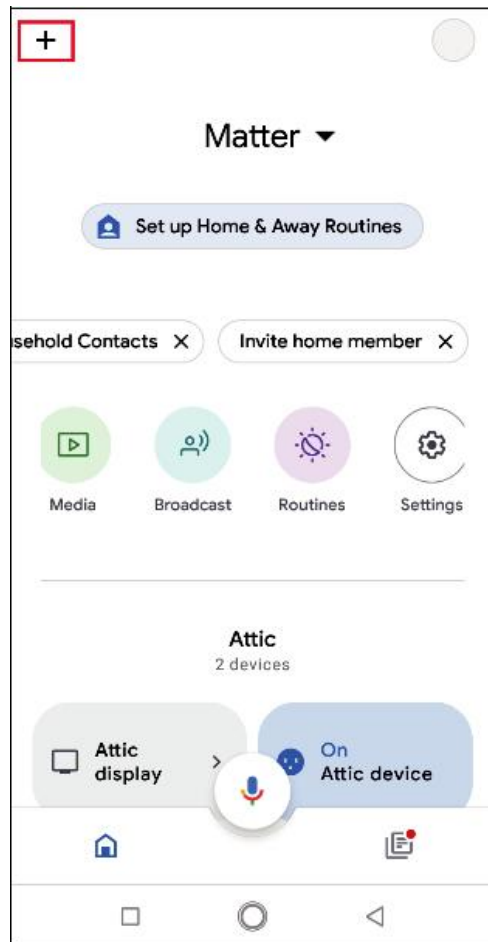 +
Matter
Set up Home & Away Routines
sehold Contacts X Invite home member X
Media Broadcast Routines Settings
Attic
2 devices
Attic
display
On
Attic device